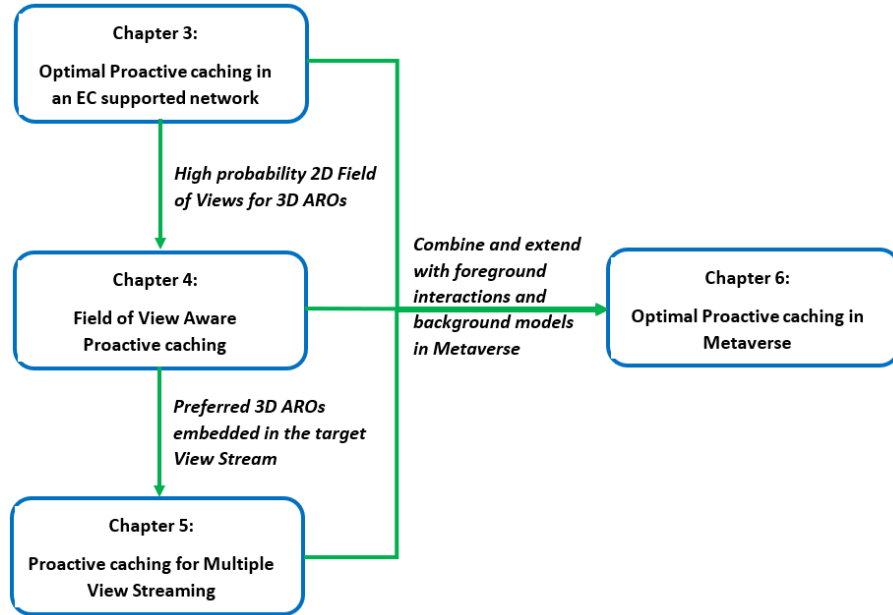 Chapter 3:
Optimal Proactive caching in
an EC supported network
High probability 2D Field
of Views for 3D AROs
Chapter 4:
Field of View Aware
Proactive caching
Preferred 3D AROs
embedded in the target
View Stream
Chapter 5:
Proactive caching for Multiple
View Streaming
Combine and extend
with foreground
interactions and
background models
in Metaverse
Chapter 6:
Optimal Proactive caching in
Metaverse